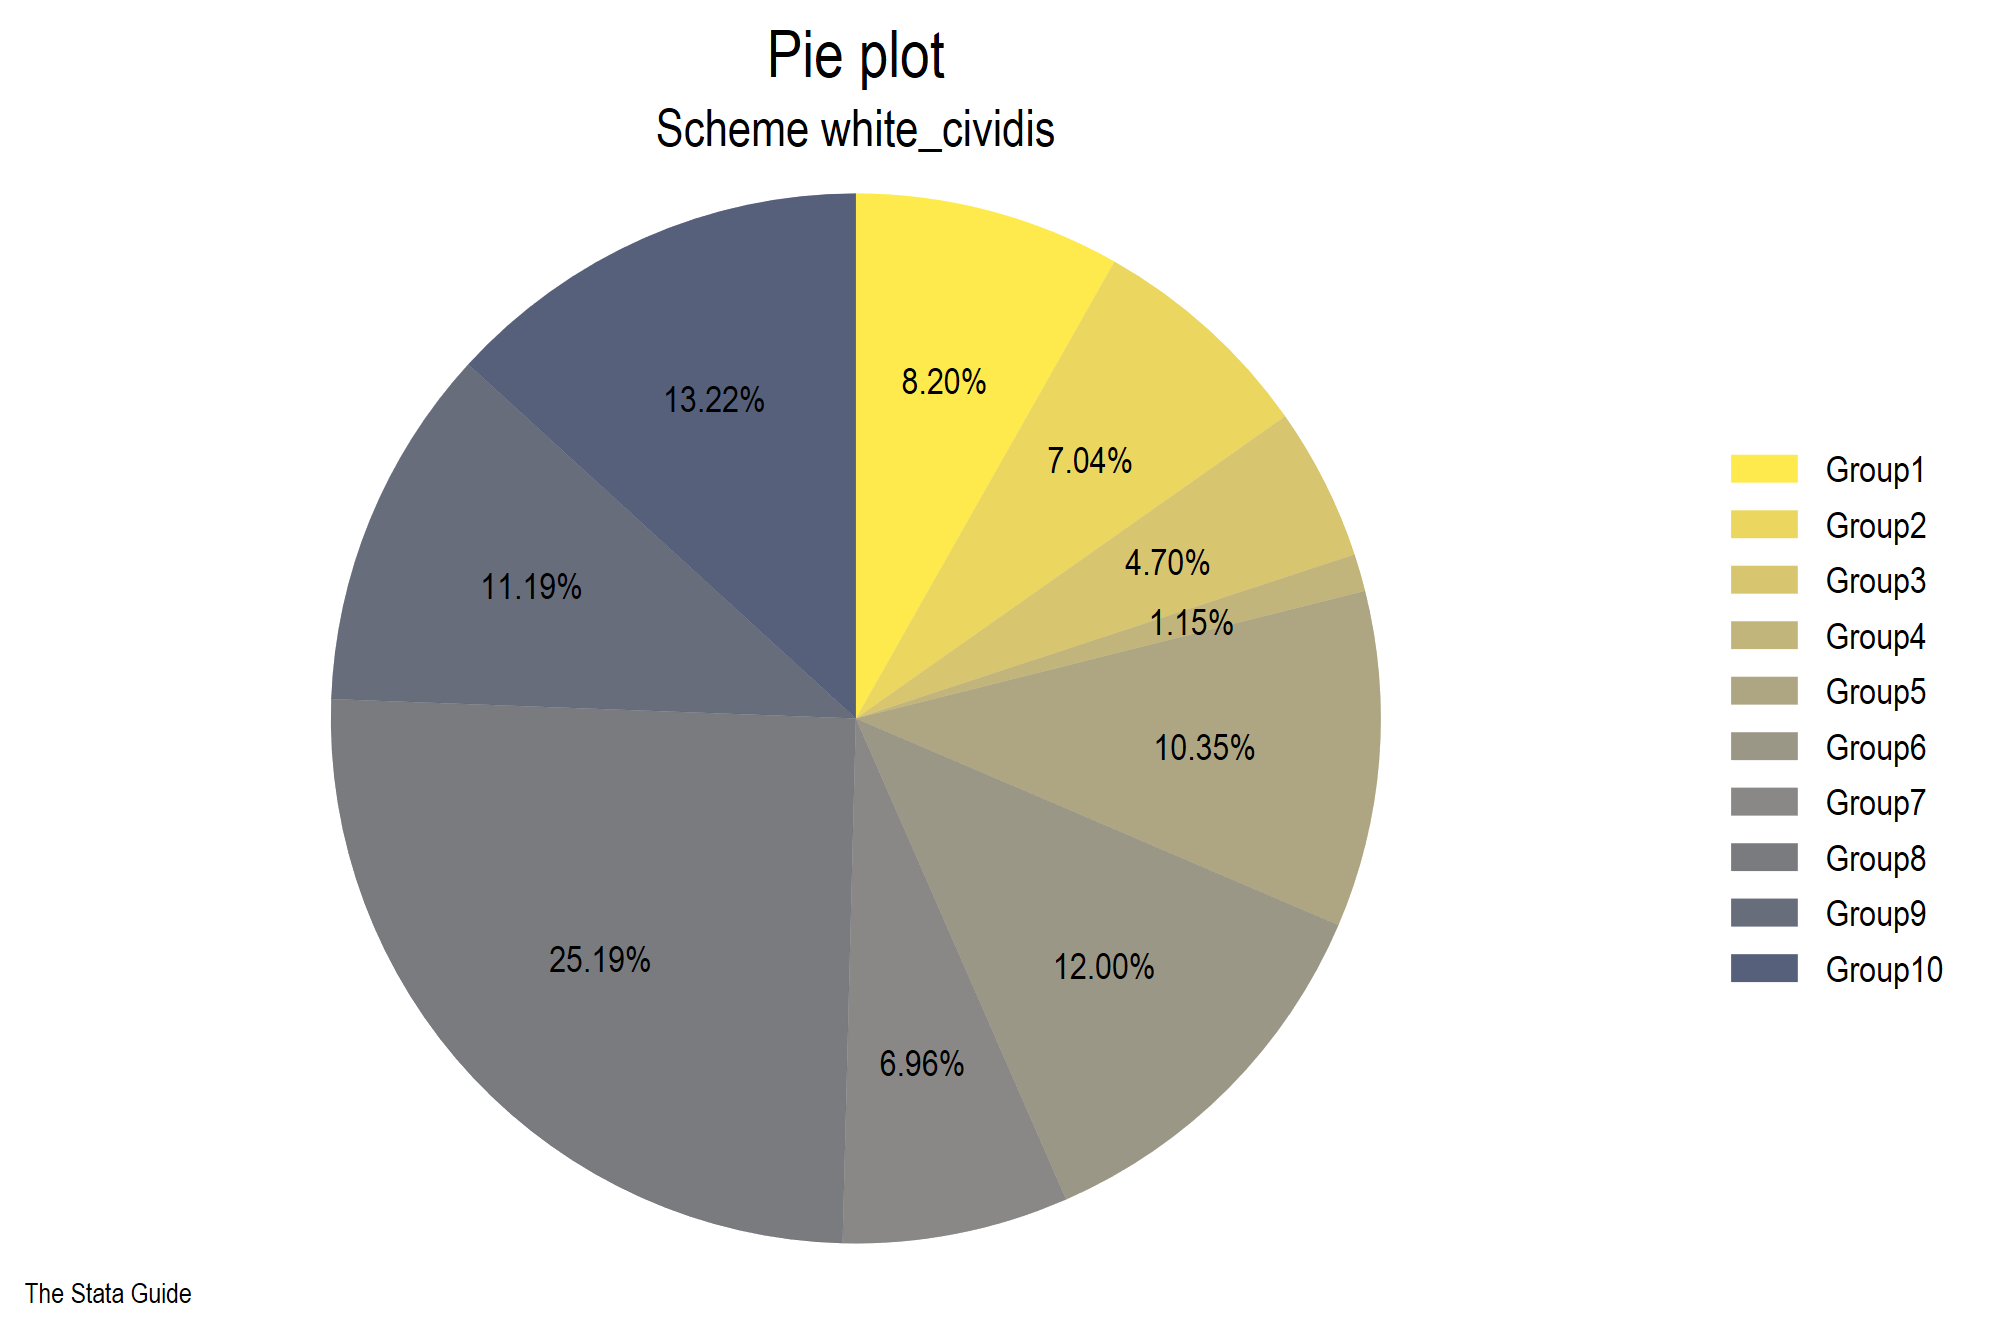 Pie plot
Scheme white_cividis
8.20%
7.04%
4.70%
1.15%
10.35%
12.00%
6.96%
25.19%
11.19%
13.22%
Group1
Group2
Group3
Group4
Group5
Group6
Group7
Group8
Group9
Group10
The Stata Guide